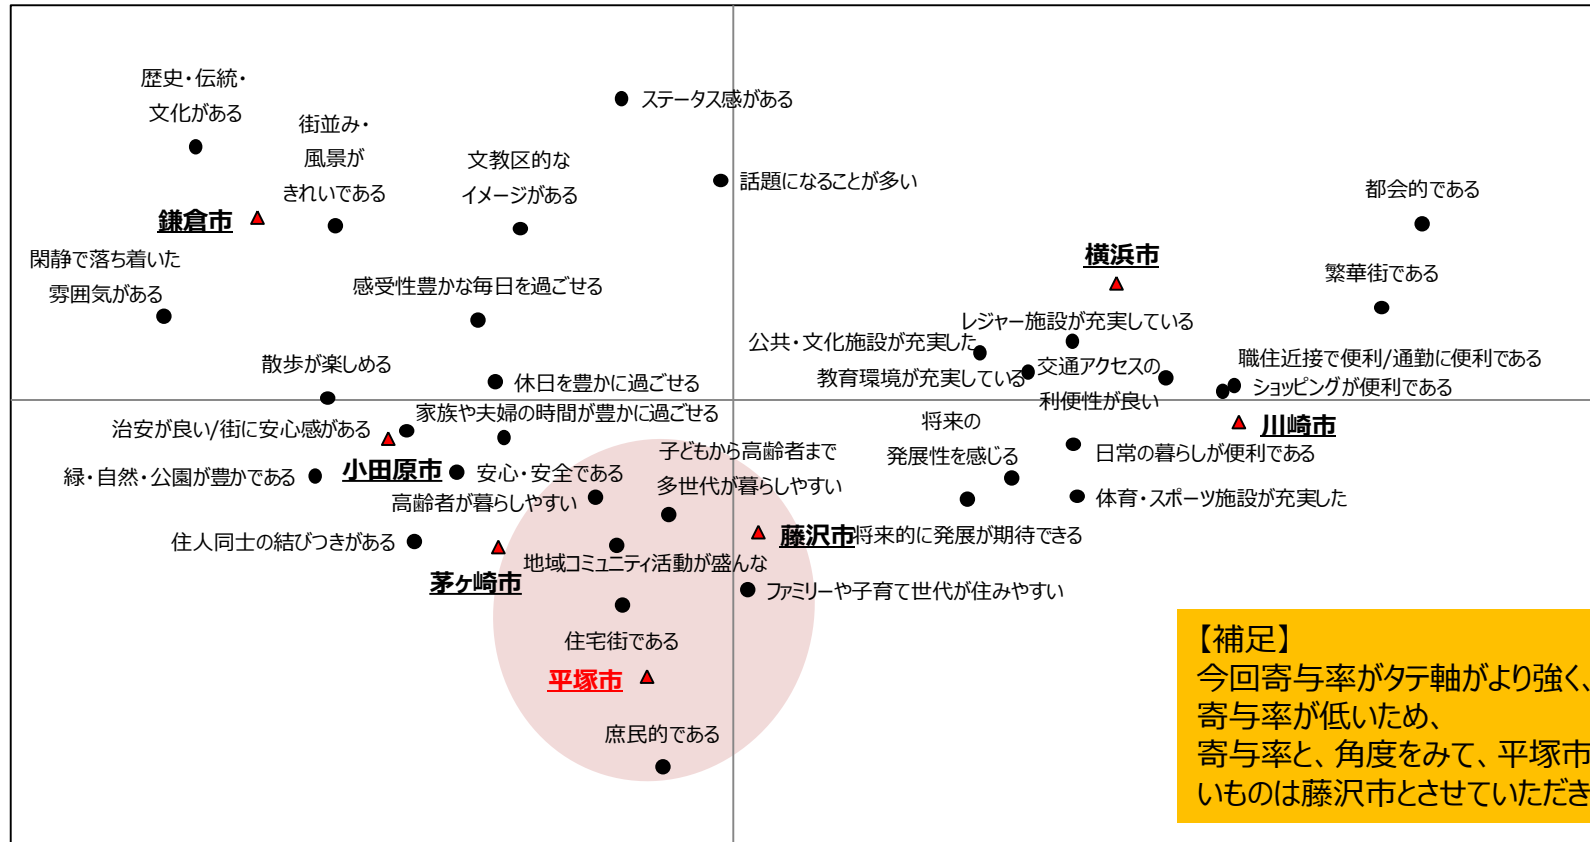 歴史・伝統・
文化がある
街並み・
風景が
きれいである
ステータス感がある
文教区的な
イメージがある
話題になることが多い
都会的である
鎌倉市
閑静で落ち着いた
雰囲気がある
感受性豊かな毎日を過ごせる
横浜市
繁華街である
レジャー施設が充実している
公共・文化施設が充実した
教育環境が充実している
交通アクセスの
利便性が良い
職住近接で便利/通勤に便利である
ショッピングが便利である
散歩が楽しめる
休日を豊かに過ごせる
家族や夫婦の時間が豊かに過ごせる
治安が良い/街に安心感がある
小田原市
緑・自然・公園が豊かである
安心・安全である
高齢者が暮らしやすい
子どもから高齢者まで
多世代が暮らしやすい
将来の
発展性を感じる
川崎市
日常の暮らしが便利である
体育・スポーツ施設が充実した
住人同士の結びつきがある
茅ヶ崎市
地域コミュニティ活動が盛んな
藤沢市
将来的に発展が期待できる
ファミリーや子育て世代が住みやすい
住宅街である
平塚市
庶民的である
【補足】
今回寄与率がタテ軸がより強く、
寄与率が低いため、
寄与率と、角度をみて、平塚市
いものは藤沢市とさせていただき